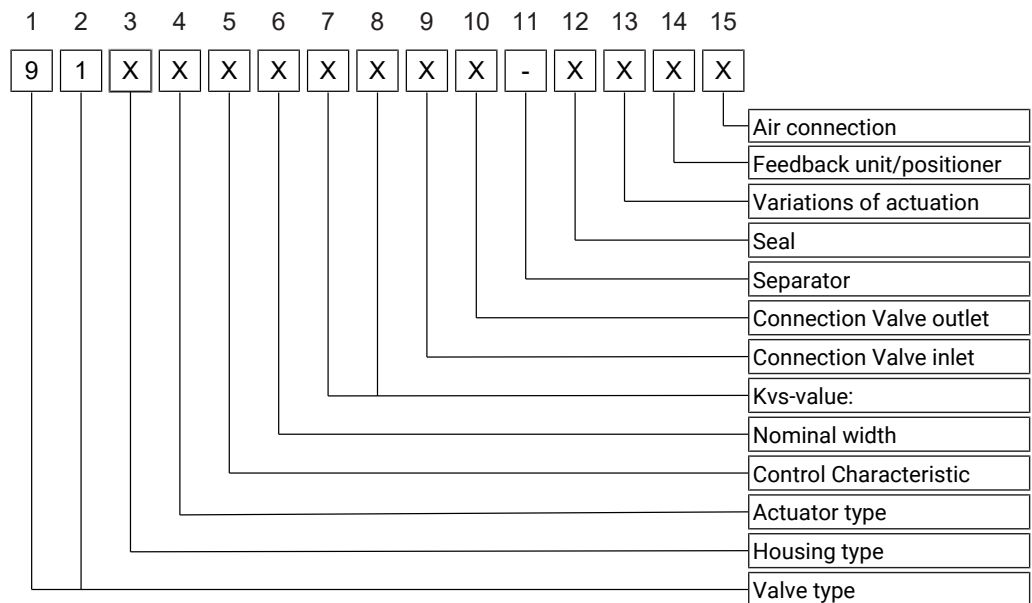 1 2 3 4 5 6 7 8 9 10 11 12 13 14 15
9 1 X X X X X X X X - X X X X
Air connection
Feedback unit/positioner
Variations of actuation
Seal
Separator
Connection Valve outlet
Connection Valve inlet
Kvs-value:
Nominal width
Control Characteristic
Actuator type
Housing type
Valve type